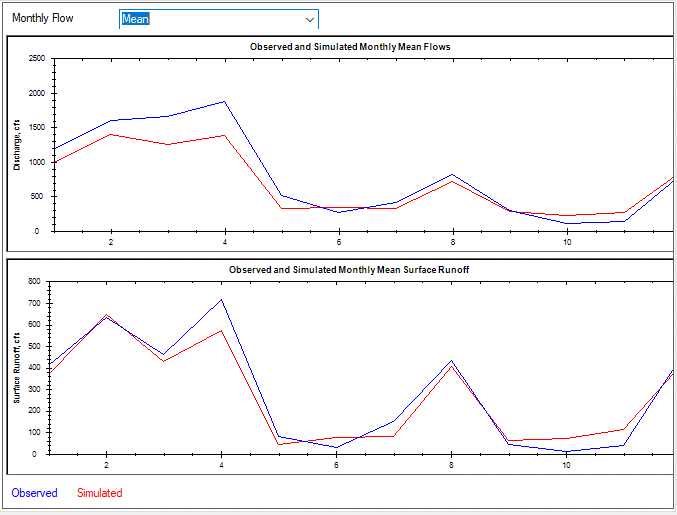 Monthly Flow Mean
Observed and Simulated Monthly Mean Flows
2500
2000
1500
1000
500
0
Discharge, cfs
2 4 6 8 10
Observed and Simulated Monthly Mean Surface Runoff
800
700
600
500
400
300
200
100
0
Surface Runoff, cfs
2 4 6 8 10
Observed Simulated